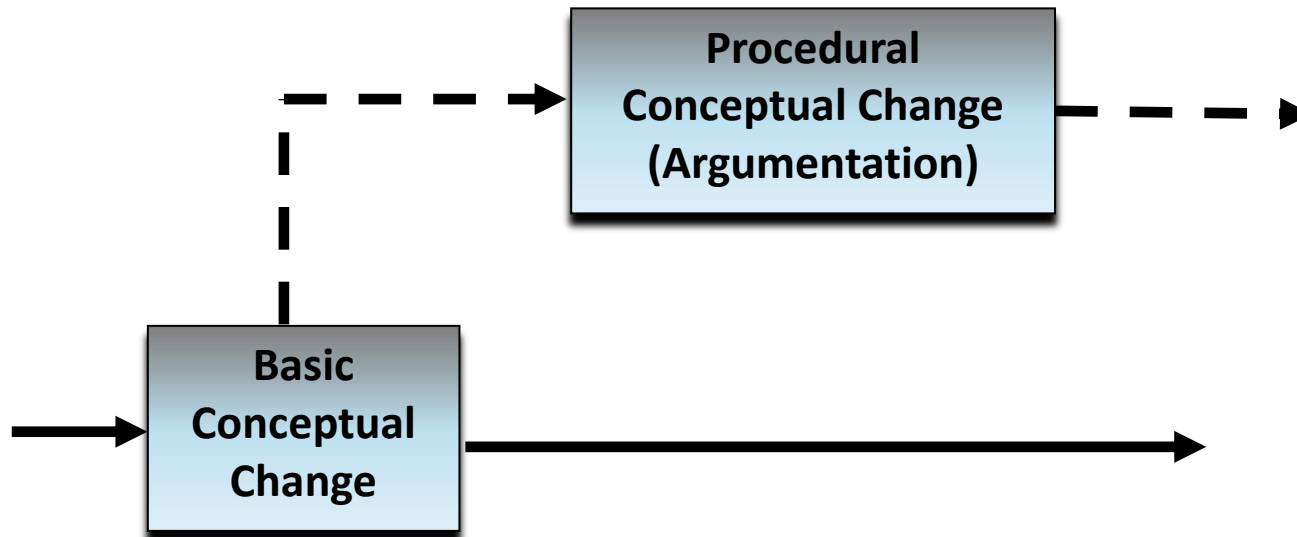 Procedural
Conceptual Change
(Argumentation)
Basic
Conceptual
Change